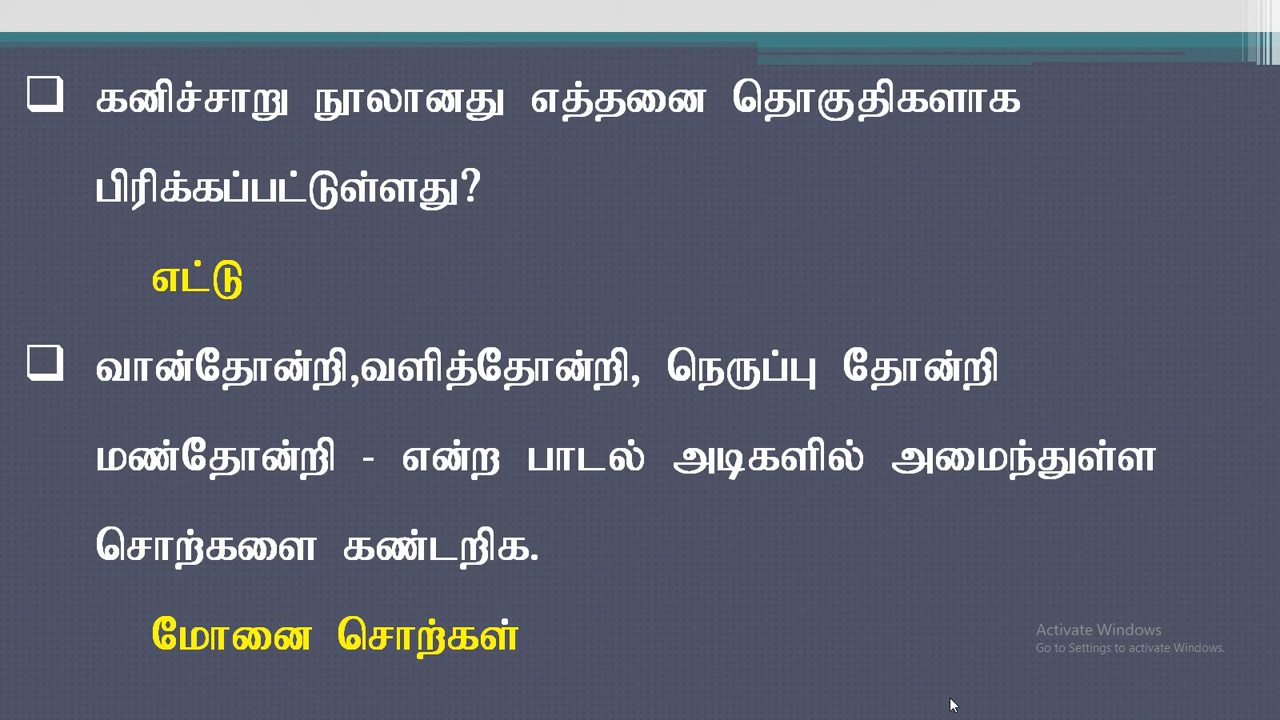 கனிச்சாறு நூலானது எத்தனை தொகுதிகளாக
பிரிக்கப்பட்டுள்ளது?
எட்டு
வான்தோன்றி,வளித்தோன்றி, நெருப்பு தோன்றி
மண்தோன்றி - என்ற பாடல் அடிகளில் அமைந்துள்ள
சொற்களை கண்டறிக.
மோனை சொற்கள்
Activate Windows
Go to Settings to activate Windows.